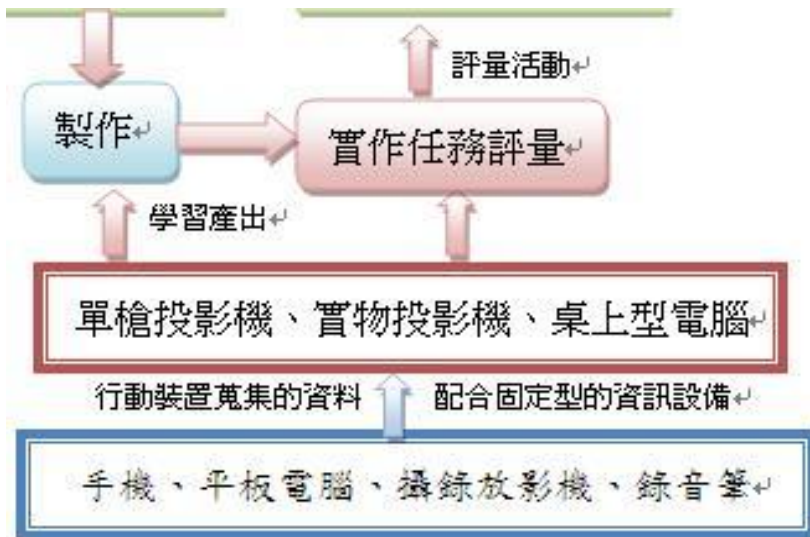 評量活動
製作
實作任務評量
學習產出
單槍投影機、實物投影機、桌上型電腦
行動裝置蒐集的資料 配合固定型的資訊設備
手機、平板電腦、攝錄放影機、錄音筆